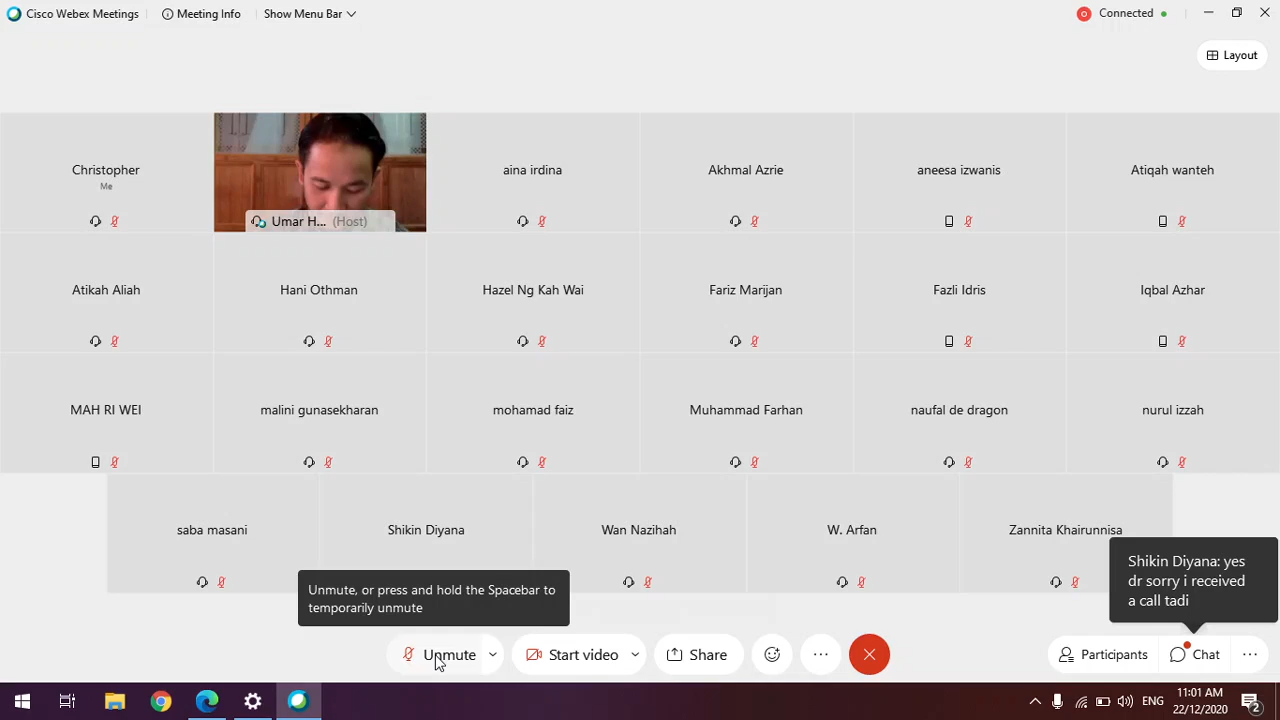 Cisco Webex Meetings
Meeting Info
Show Menu Bar
Connected
Layout
Christopher
Me
Umar H... (Host)
aina irdina
Akhmal Azrie
aneesa izwanis
Atiqah wanteh
Atikah Aliah
Hani Othman
Hazel Ng Kah Wai
Fariz Marijan
Fazli Idris
Iqbal Azhar
MAH RI WEI
malini gunasekharan
mohamad faiz
Muhammad Farhan
naufal de dragon
nurul izzah
saba masani
Shikin Diyana
Wan Nazihah
W. Arfan
Zannita Khairunnisa
Shikin Diyana: yes
dr sorry i received
a call tadi
Unmute, or press and hold the Spacebar to
temporarily unmute
Unmute
Start video
Share
Participants
Chat
ENG
11:01 AM
22/12/2020
2